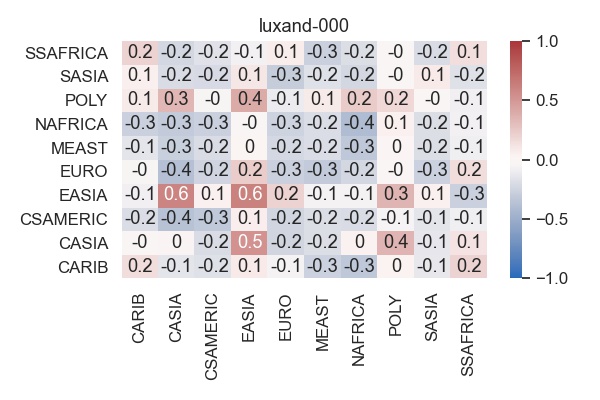 luxand-000
SSAFRICA 0.2 -0.2 -0.2 -0.1 0.1 -0.3 -0.2 -0 -0.2 0.1
SASIA 0.1 -0.2 -0.2 0.1 -0.3 -0.2 -0.2 -0 0.1 -0.2
POLY 0.1 0.3 -0 0.4 -0.1 0.1 0.2 0.2 -0 -0.1
NAFRICA -0.3 -0.3 -0.3 -0 -0.3 -0.2 -0.4 0.1 -0.2 -0.1
MEAST -0.1 -0.3 -0.2 0 -0.2 -0.2 -0.3 0 -0.2 -0.1
EURO -0 -0.4 -0.2 0.2 -0.3 -0.3 -0.2 -0 -0.3 0.2
EASIA -0.1 0.6 0.1 0.6 0.2 -0.1 -0.1 0.3 0.1 -0.3
CSAMERIC -0.2 -0.4 -0.3 0.1 -0.2 -0.2 -0.2 -0.1 -0.1 -0.1
CASIA -0 0 -0.2 0.5 -0.2 -0.2 0 0.4 -0.1 0.1
CARIB 0.2 -0.1 -0.2 0.1 -0.1 -0.3 -0.3 0 -0.1 0.2
CARIB CASIA CSAMERIC EASIA EURO MEAST NAFRICA POLY SASIA SSAFRICA
1.0
0.5
0.0
−0.5
−1.0